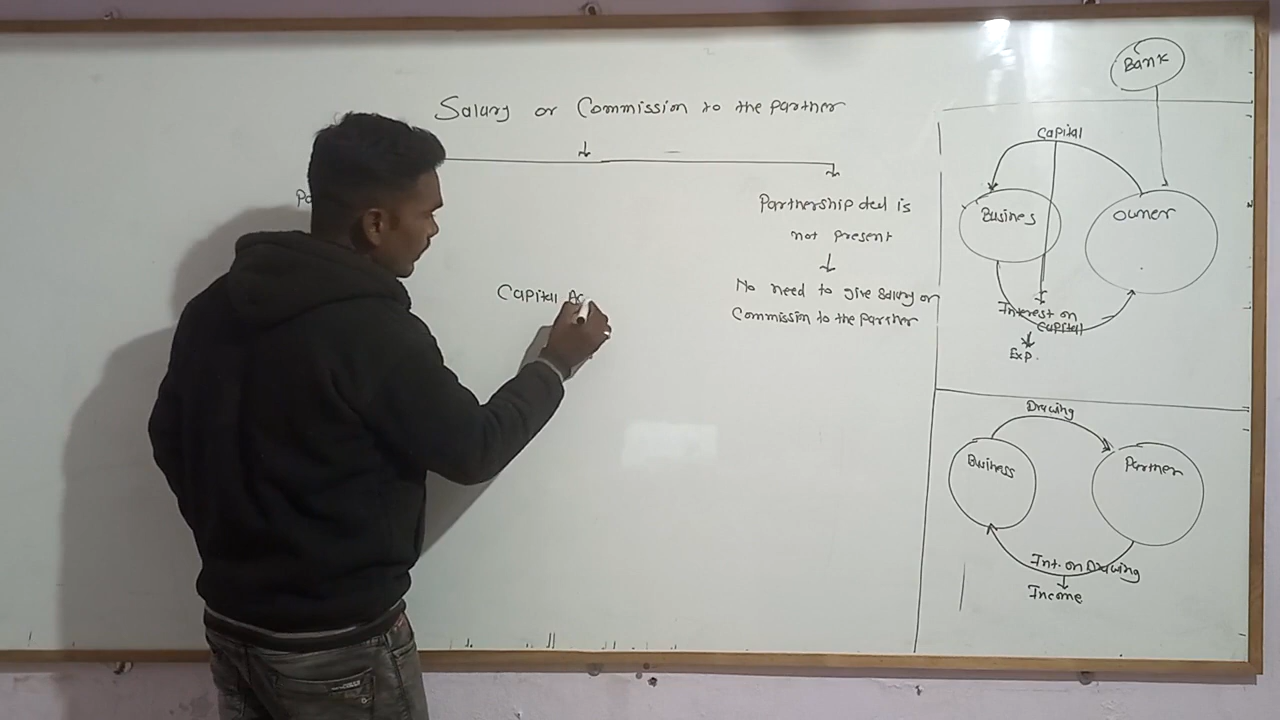 Salary or Commission to the partner
Partnership deed is
not present
No need to give salary or
Commission to the partner
Capital Ac
Bank
Capital
Busines
Owner
Interest on
Capital
Exp.
Drawing
Business
Partner
Int. on Drawing
Income